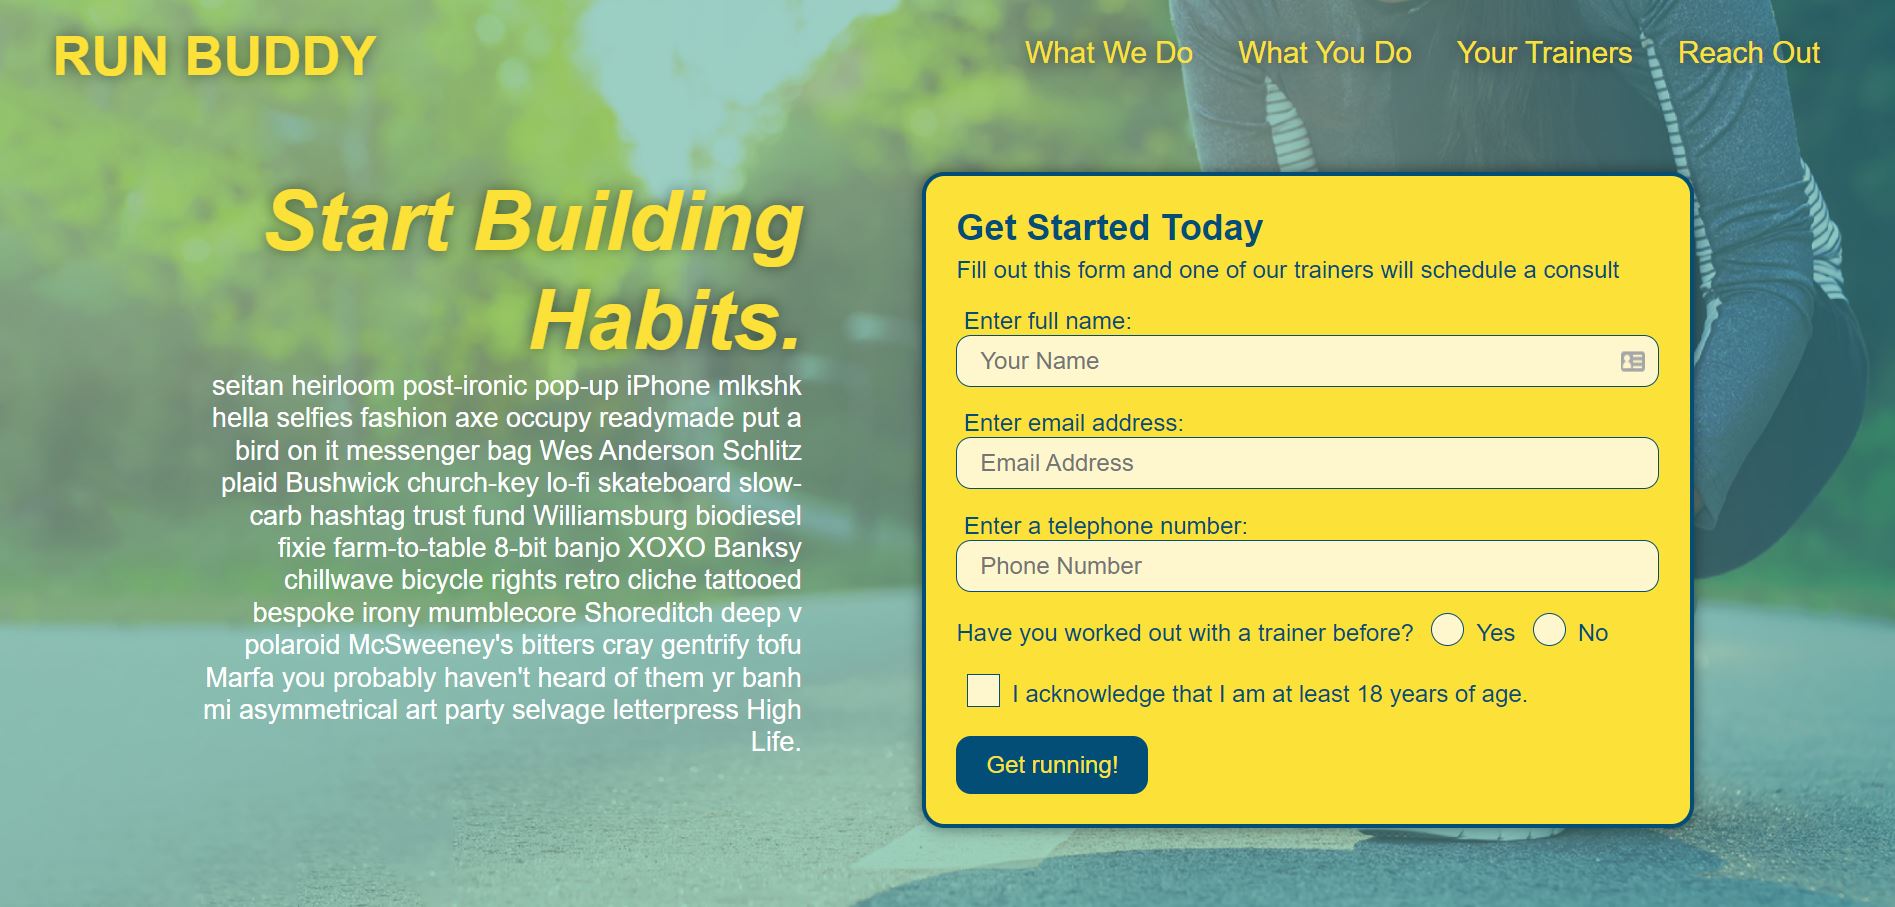 RUN BUDDY
What We Do What You Do Your Trainers Reach Out
Start Building
Habits.
seitan heirloom post-ironic pop-up iPhone mlkshk
hella selfies fashion axe occupy readymade put a
bird on it messenger bag Wes Anderson Schlitz
plaid Bushwick church-key lo-fi skateboard slow-
carb hashtag trust fund Williamsburg biodiesel
fixie farm-to-table 8-bit banjo XOXO Banksy
chillwave bicycle rights retro cliche tattooed
bespoke irony mumblecore Shoreditch deep v
polaroid McSweeney's bitters cray gentrify tofu
Marfa you probably haven't heard of them yr banh
mi asymmetrical art party selvage letterpress High
Life.
Get Started Today
Fill out this form and one of our trainers will schedule a consult
Enter full name:
Your Name
Enter email address:
Email Address
Enter a telephone number:
Phone Number
Have you worked out with a trainer before? Yes No
I acknowledge that I am at least 18 years of age.
Get running!